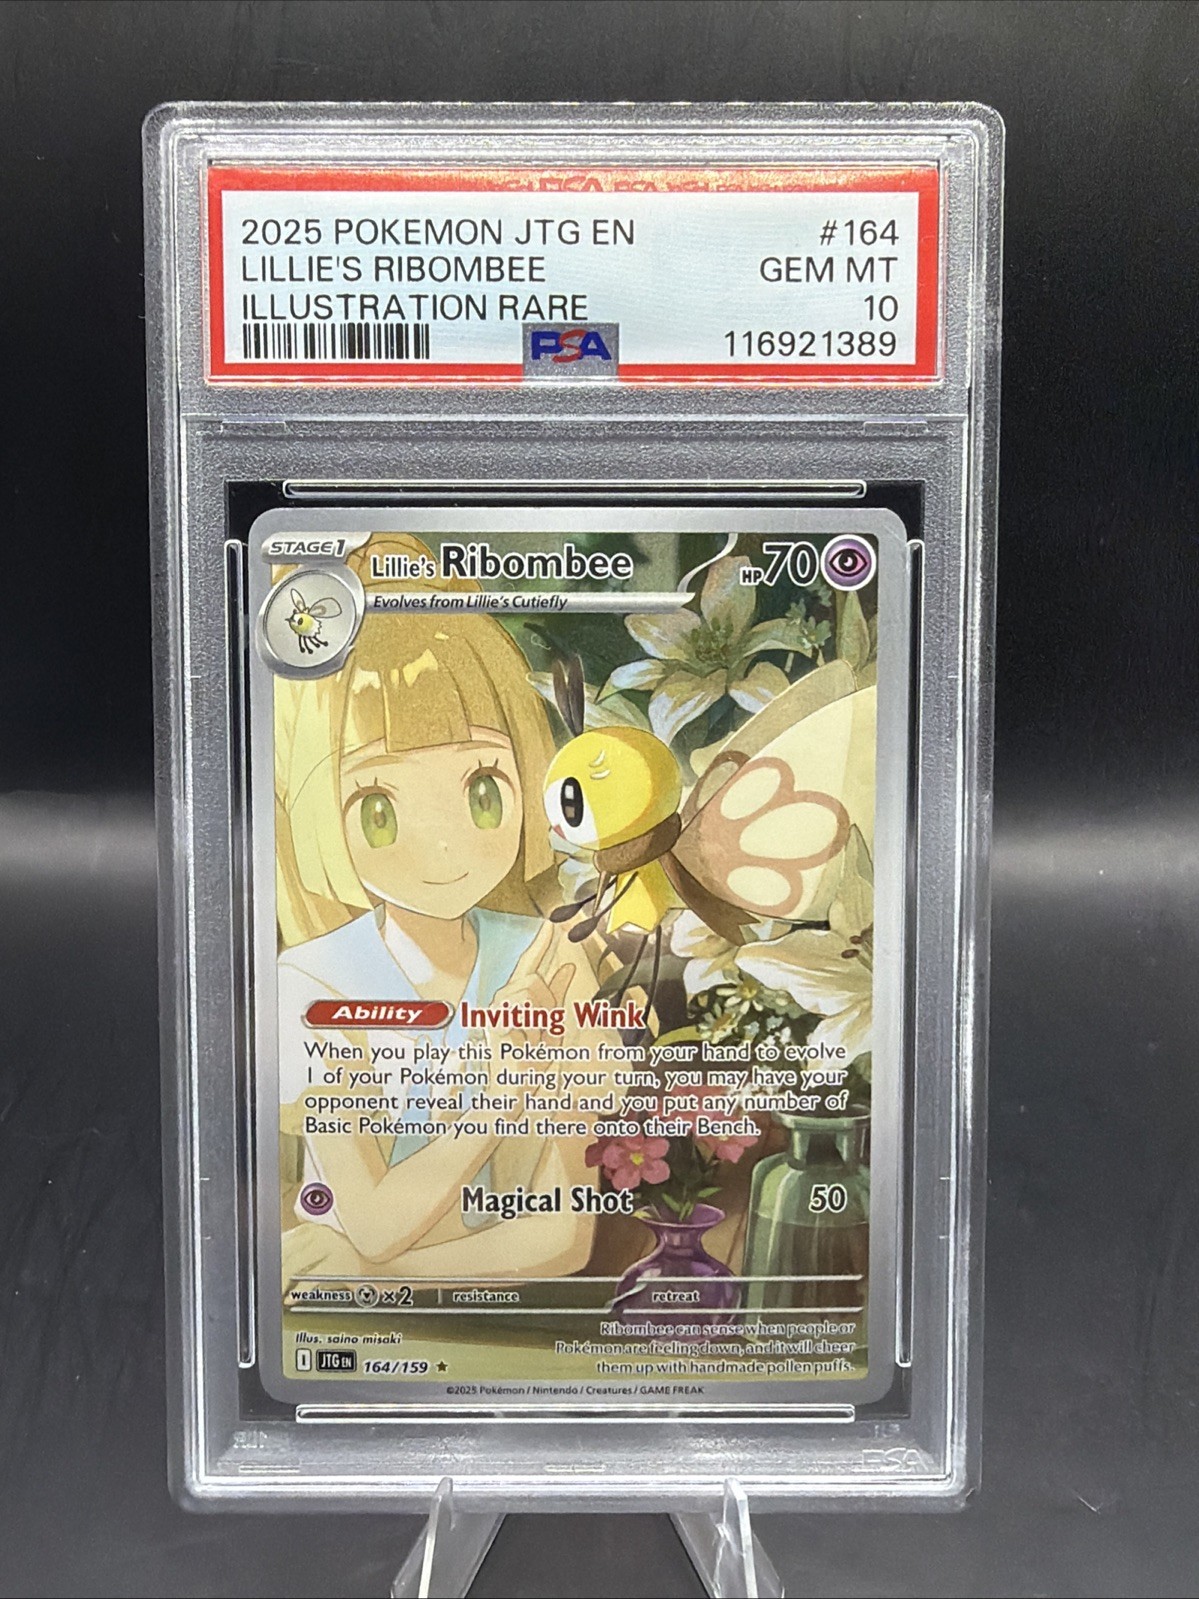 2025 POKEMON JTG EN #164
LILLIE'S RIBOMBEE GEM MT
ILLUSTRATION RARE 10
PSA 116921389
STAGE 1 Lillie's Ribombee HP 70
Evolves from Lillie's Cutiefly
Ability Inviting Wink
When you play this Pokémon from your hand to evolve
1 of your Pokémon during your turn, you may have your
opponent reveal their hand and you put any number of
Basic Pokémon you find there onto their Bench.
Magical Shot 50
weakness ×2 resistance retreat
Illus. saino misaki
Ribombee can sense when people or
Pokémon are feeling down, and it will cheer
them up with handmade pollen puffs.
I JTG EN 164/159 ★
©2025 Pokémon / Nintendo / Creatures / GAME FREAK
PSA